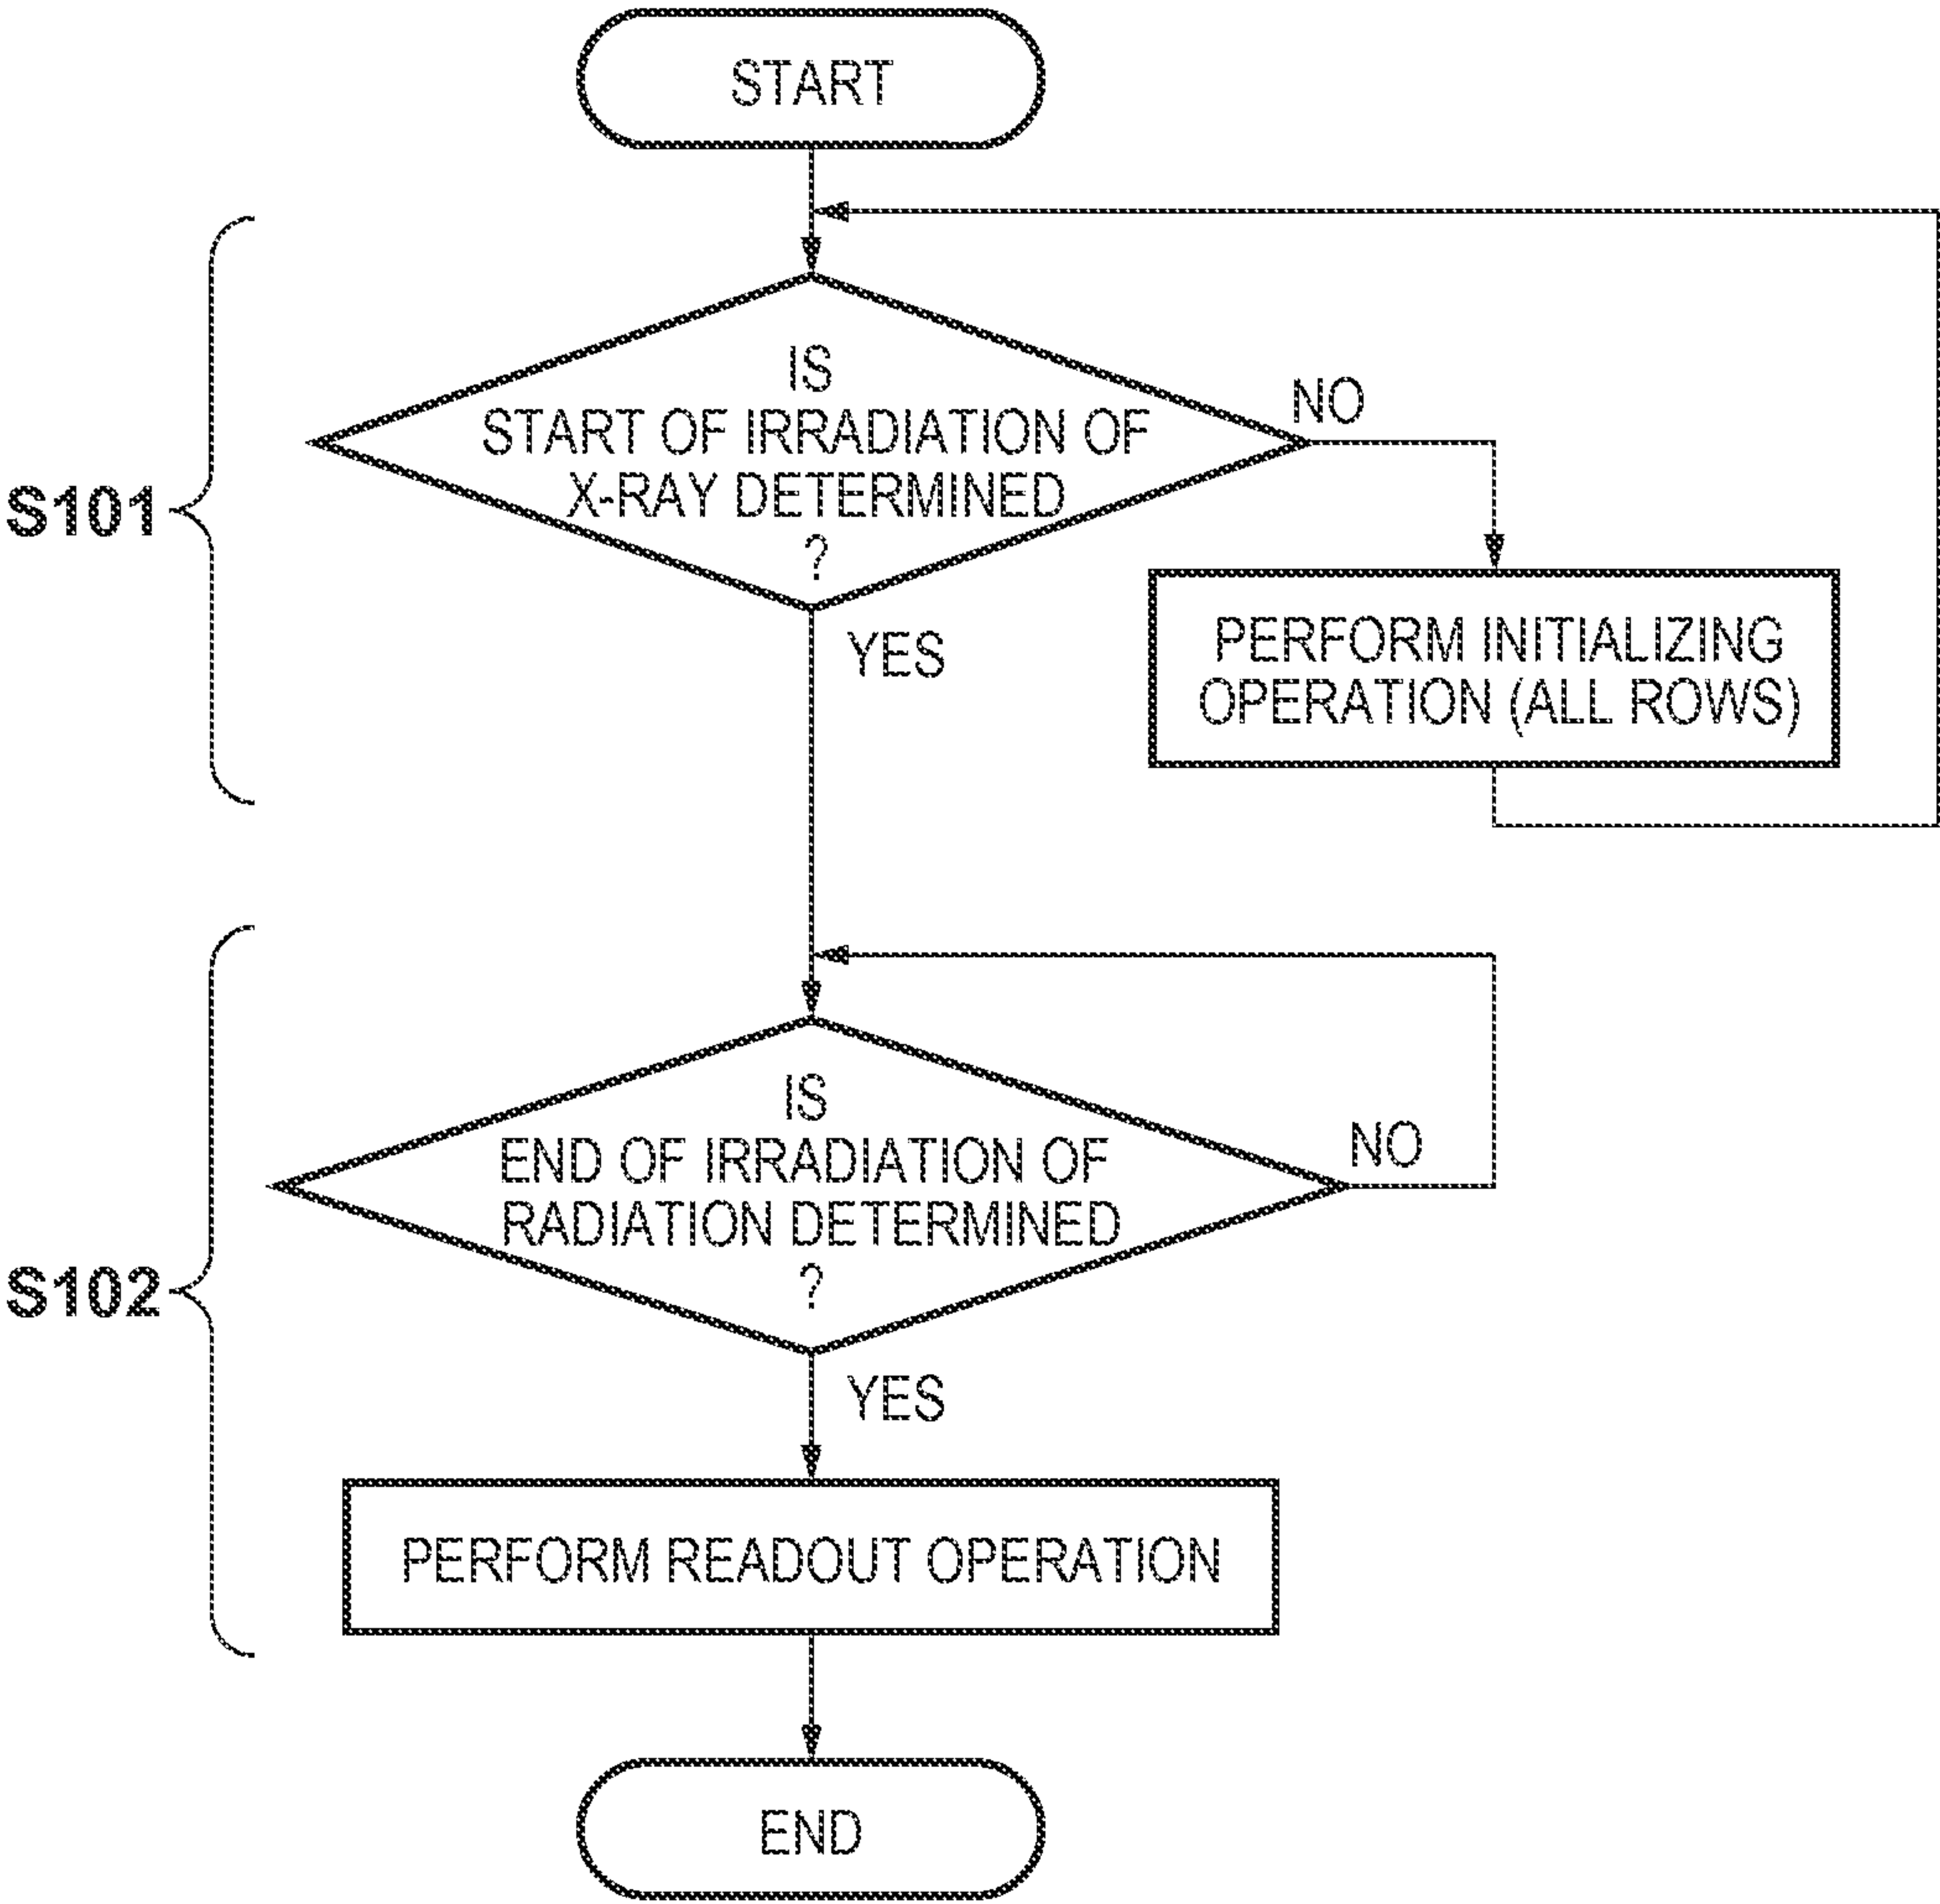 START
IS
START OF IRRADIATION OF
X-RAY DETERMINED
?
NO
S101
YES
PERFORM INITIALIZING
OPERATION (ALL ROWS)
IS
END OF IRRADIATION OF
RADIATION DETERMINED
?
NO
S102
YES
PERFORM READOUT OPERATION
END